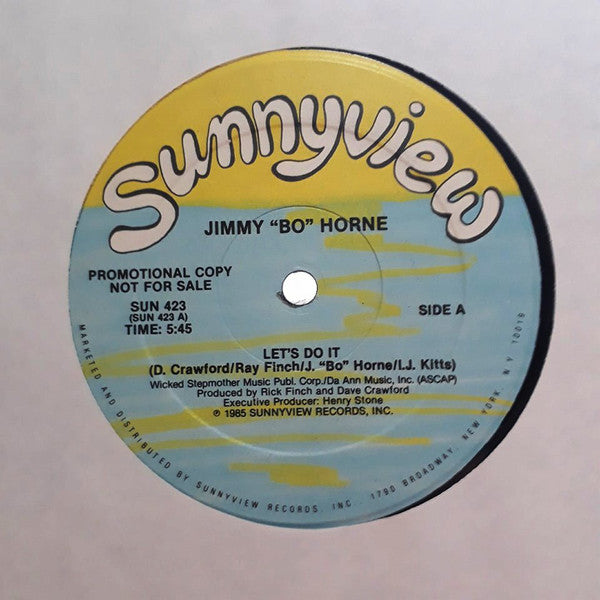 Sunnyview
JIMMY "BO" HORNE
PROMOTIONAL COPY
NOT FOR SALE
SUN 423
(SUN 423 A)
TIME: 5:45
SIDE A
LET'S DO IT
(D. Crawford/Ray Finch/J. "Bo" Horne/I.J. Kitts)
Wicked Stepmother Music Publ. Corp./Da Ann Music, Inc. (ASCAP)
Produced by Rick Finch and Dave Crawford
Executive Producer: Henry Stone
℗ 1985 SUNNYVIEW RECORDS, INC.
MARKETED AND DISTRIBUTED BY SUNNYVIEW RECORDS, INC., 1790 BROADWAY, NEW YORK, N Y 10019